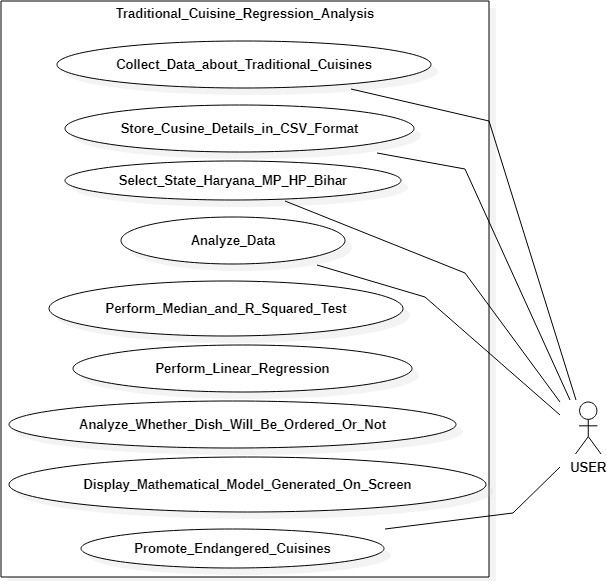 Traditional_Cuisine_Regression_Analysis
Collect_Data_about_Traditional_Cuisines
Store_Cusine_Details_in_CSV_Format
Select_State_Haryana_MP_HP_Bihar
Analyze_Data
Perform_Median_and_R_Squared_Test
Perform_Linear_Regression
Analyze_Whether_Dish_Will_Be_Ordered_Or_Not
USER
Display_Mathematical_Model_Generated_On_Screen
Promote_Endangered_Cuisines